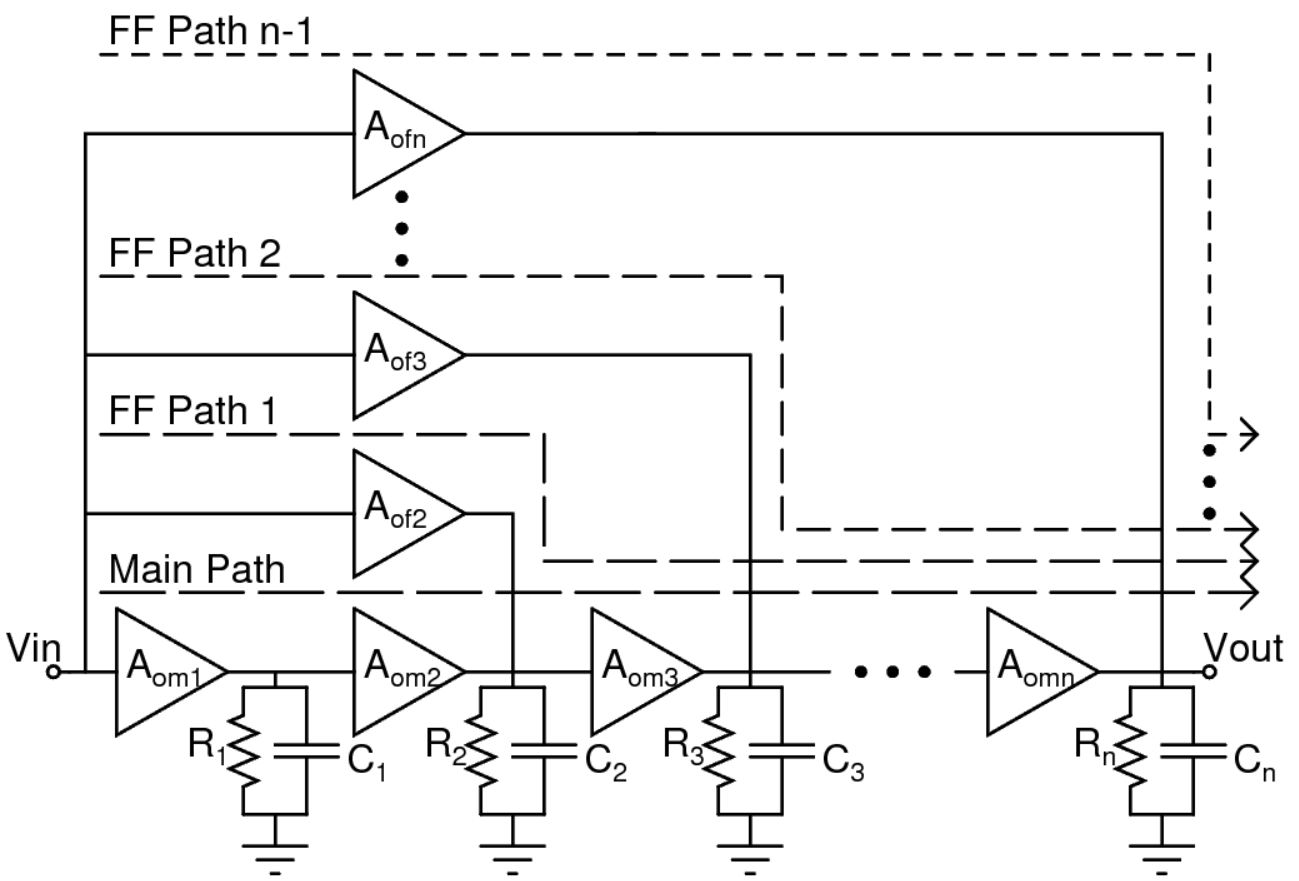 FF Path n-1
A_ofn
FF Path 2
A_of3
FF Path 1
A_of2
Main Path
Vin
A_om1
A_om2
A_om3
A_omn
Vout
R_1
C_1
R_2
C_2
R_3
C_3
R_n
C_n